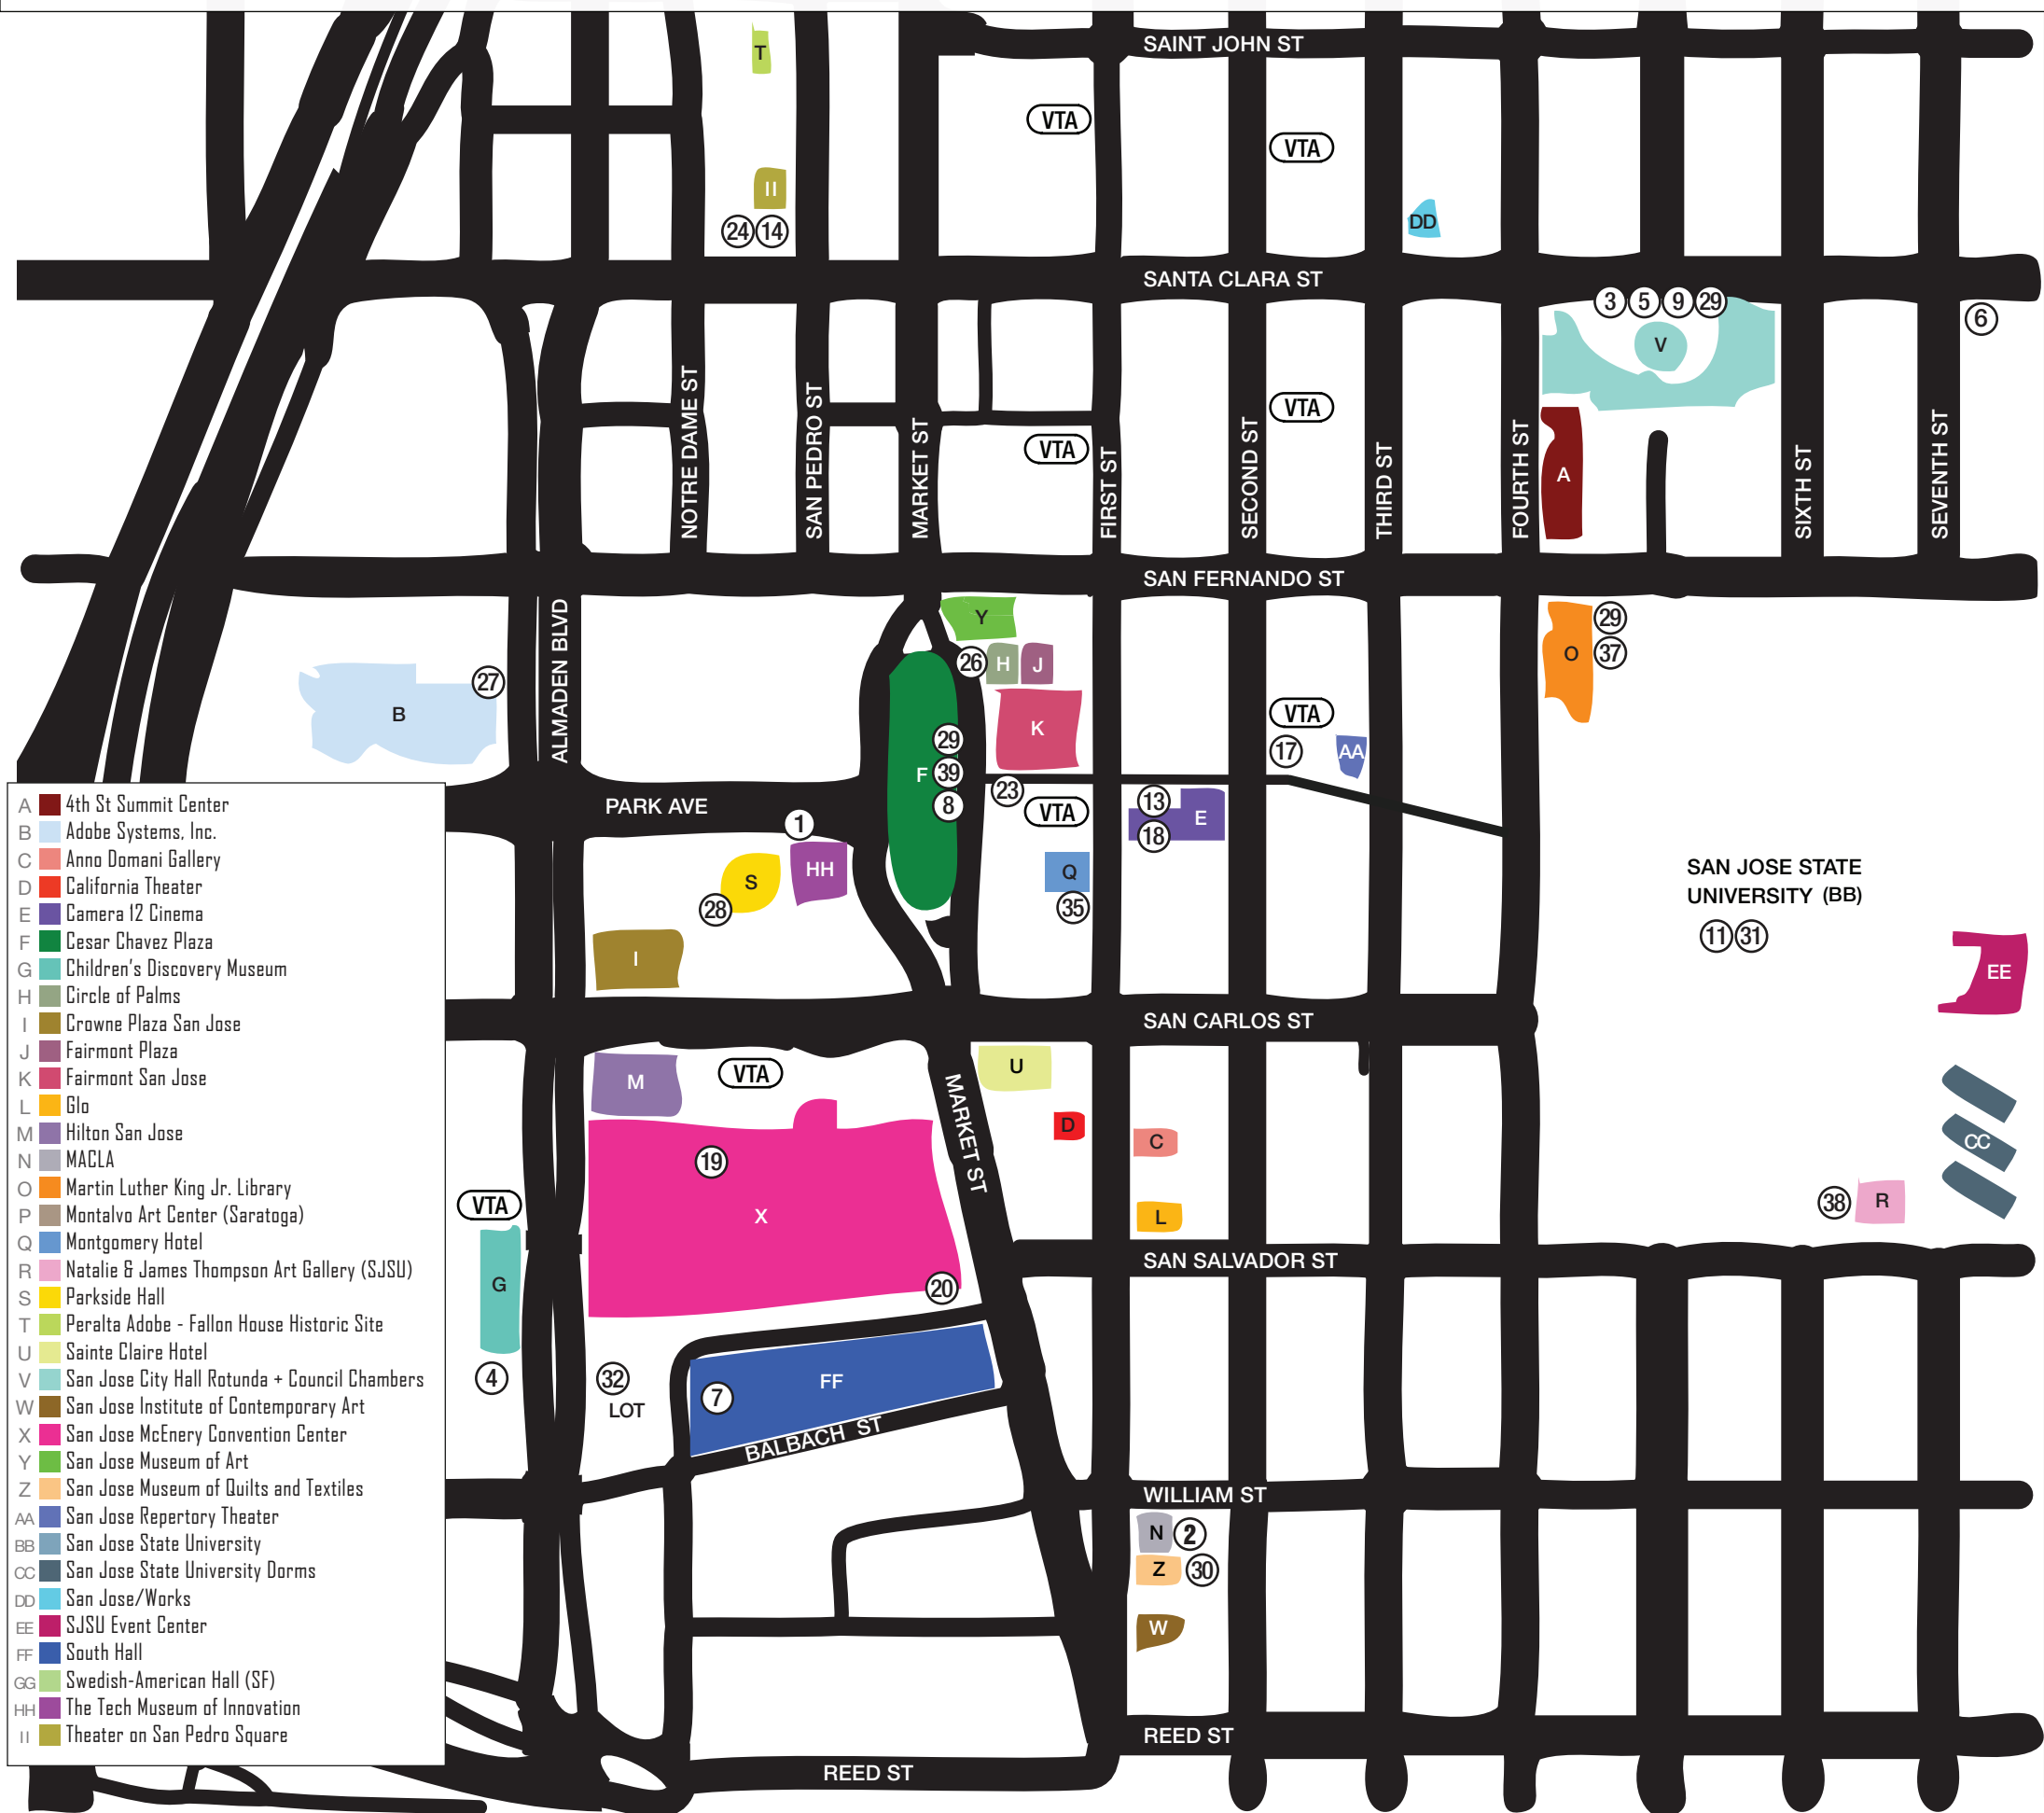 SAINT JOHN ST
T
VTA
VTA
II
24 14
DD
SANTA CLARA ST
3 5 9 29
6
V
NOTRE DAME ST
SAN PEDRO ST
MARKET ST
FIRST ST
SECOND ST
THIRD ST
FOURTH ST
SIXTH ST
SEVENTH ST
VTA
VTA
A
SAN FERNANDO ST
ALMADEN BLVD
Y
29
O 37
26 H J
27
B
K
VTA
17 AA
29
F 39
8
23
PARK AVE
1
VTA
13
E
18
HH
S
28
Q
35
SAN JOSE STATE
UNIVERSITY (BB)
11 31
I
EE
SAN CARLOS ST
M
VTA
U
MARKET ST
D
C
CC
19
X
VTA
L
38 R
SAN SALVADOR ST
G
20
4
32
LOT
7
FF
BALBACH ST
WILLIAM ST
N 2
Z 30
W
REED ST
REED ST
A 4th St Summit Center
B Adobe Systems, Inc.
C Anno Domani Gallery
D California Theater
E Camera 12 Cinema
F Cesar Chavez Plaza
G Children's Discovery Museum
H Circle of Palms
I Crowne Plaza San Jose
J Fairmont Plaza
K Fairmont San Jose
L Glo
M Hilton San Jose
N MACLA
O Martin Luther King Jr. Library
P Montalvo Art Center (Saratoga)
Q Montgomery Hotel
R Natalie & James Thompson Art Gallery (SJSU)
S Parkside Hall
T Peralta Adobe - Fallon House Historic Site
U Sainte Claire Hotel
V San Jose City Hall Rotunda + Council Chambers
W San Jose Institute of Contemporary Art
X San Jose McEnery Convention Center
Y San Jose Museum of Art
Z San Jose Museum of Quilts and Textiles
AA San Jose Repertory Theater
BB San Jose State University
CC San Jose State University Dorms
DD San Jose/Works
EE SJSU Event Center
FF South Hall
GG Swedish-American Hall (SF)
HH The Tech Museum of Innovation
II Theater on San Pedro Square